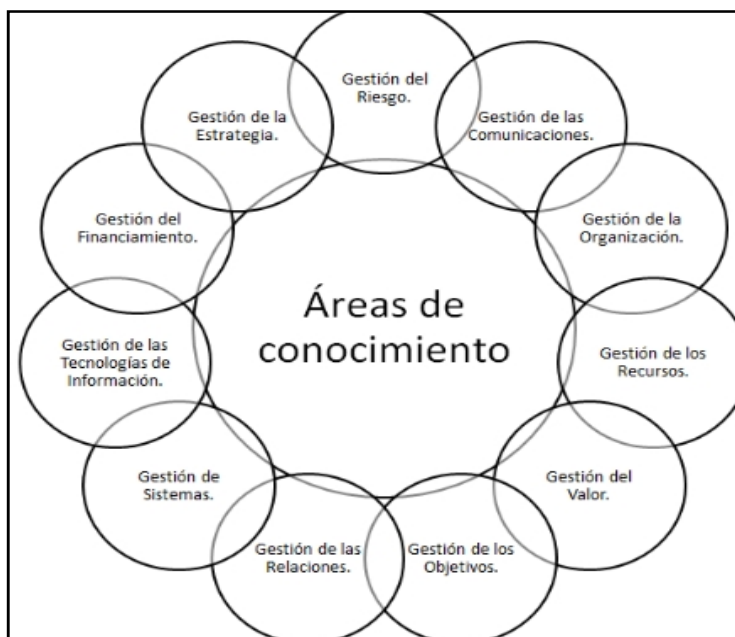 Gestión del
Riesgo.
Gestión de las
Comunicaciones.
Gestión de la
Organización.
Gestión de los
Recursos.
Gestión del
Valor.
Gestión de los
Objetivos.
Gestión de las
Relaciones.
Gestión de
Sistemas.
Gestión de las
Tecnologías de
Información.
Gestión del
Financiamiento.
Gestión de la
Estrategia.
Áreas de
conocimiento